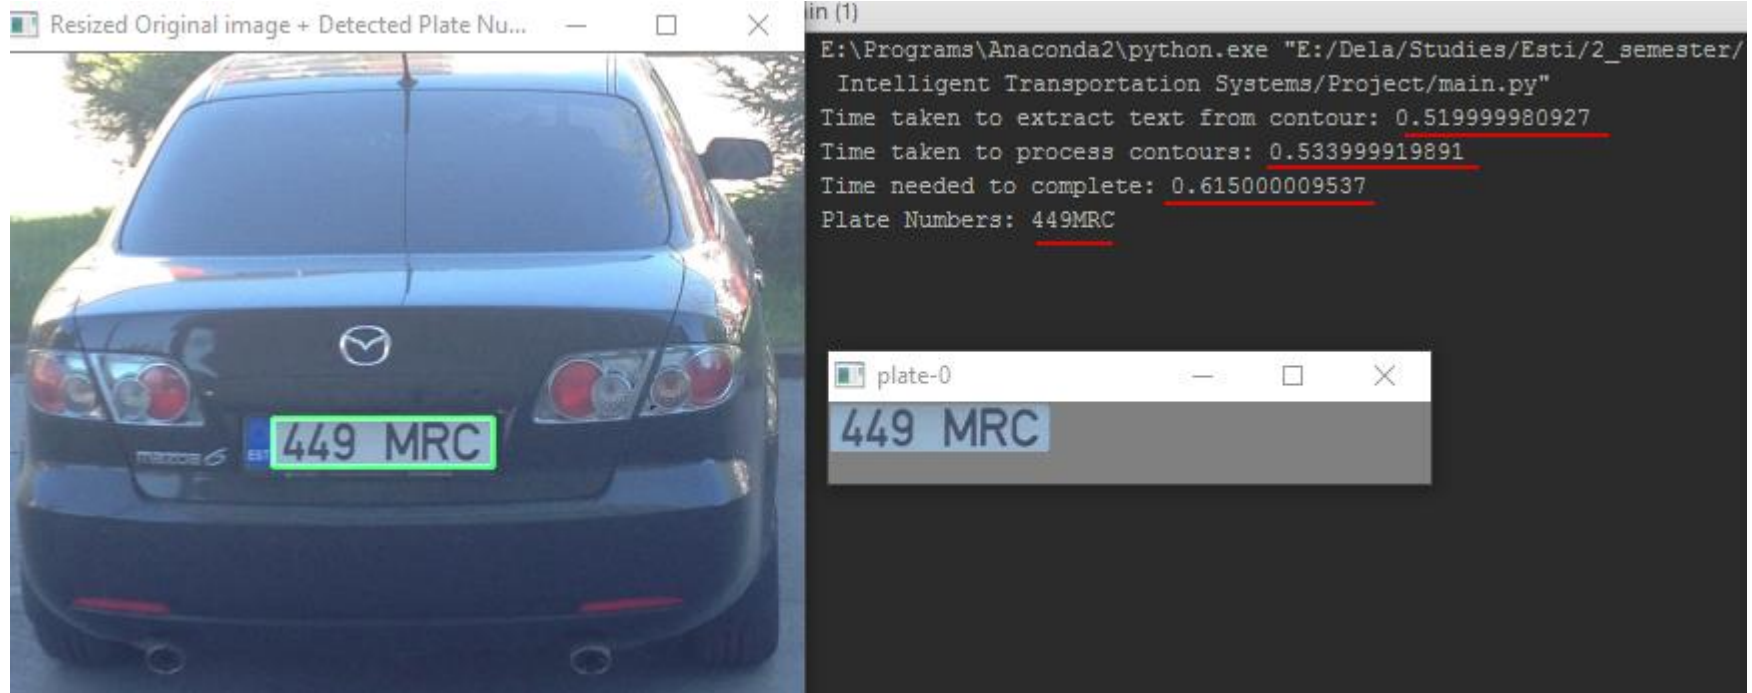 Resized Original image + Detected Plate Nu...
mazda 6
EST
449 MRC
in (1)
E:\Programs\Anaconda2\python.exe "E:/Dela/Studies/Esti/2_semester/
Intelligent Transportation Systems/Project/main.py"
Time taken to extract text from contour: 0.519999980927
Time taken to process contours: 0.533999919891
Time needed to complete: 0.615000009537
Plate Numbers: 449MRC
plate-0
449 MRC